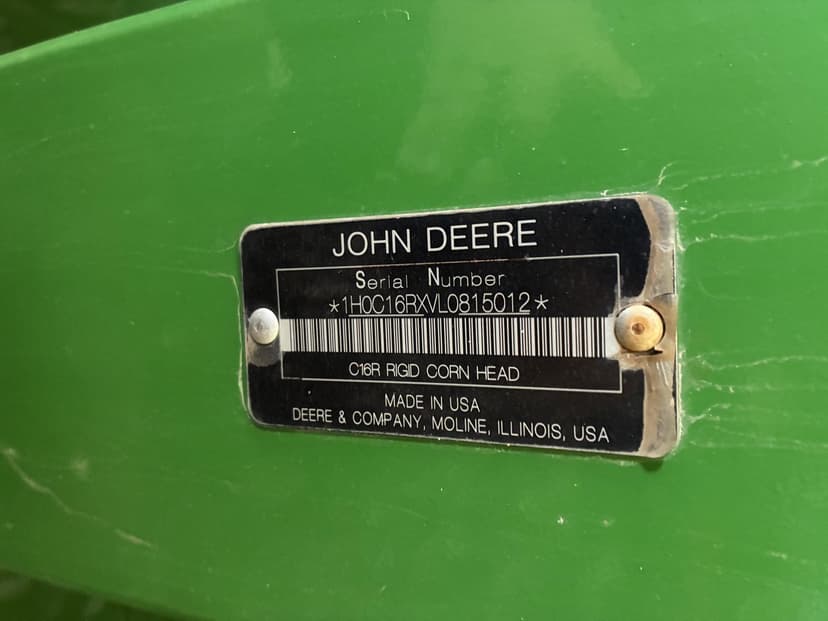 JOHN DEERE
Serial Number
*1H0C16RXVL0815012*
C16R RIGID CORN HEAD
MADE IN USA
DEERE & COMPANY, MOLINE, ILLINOIS, USA